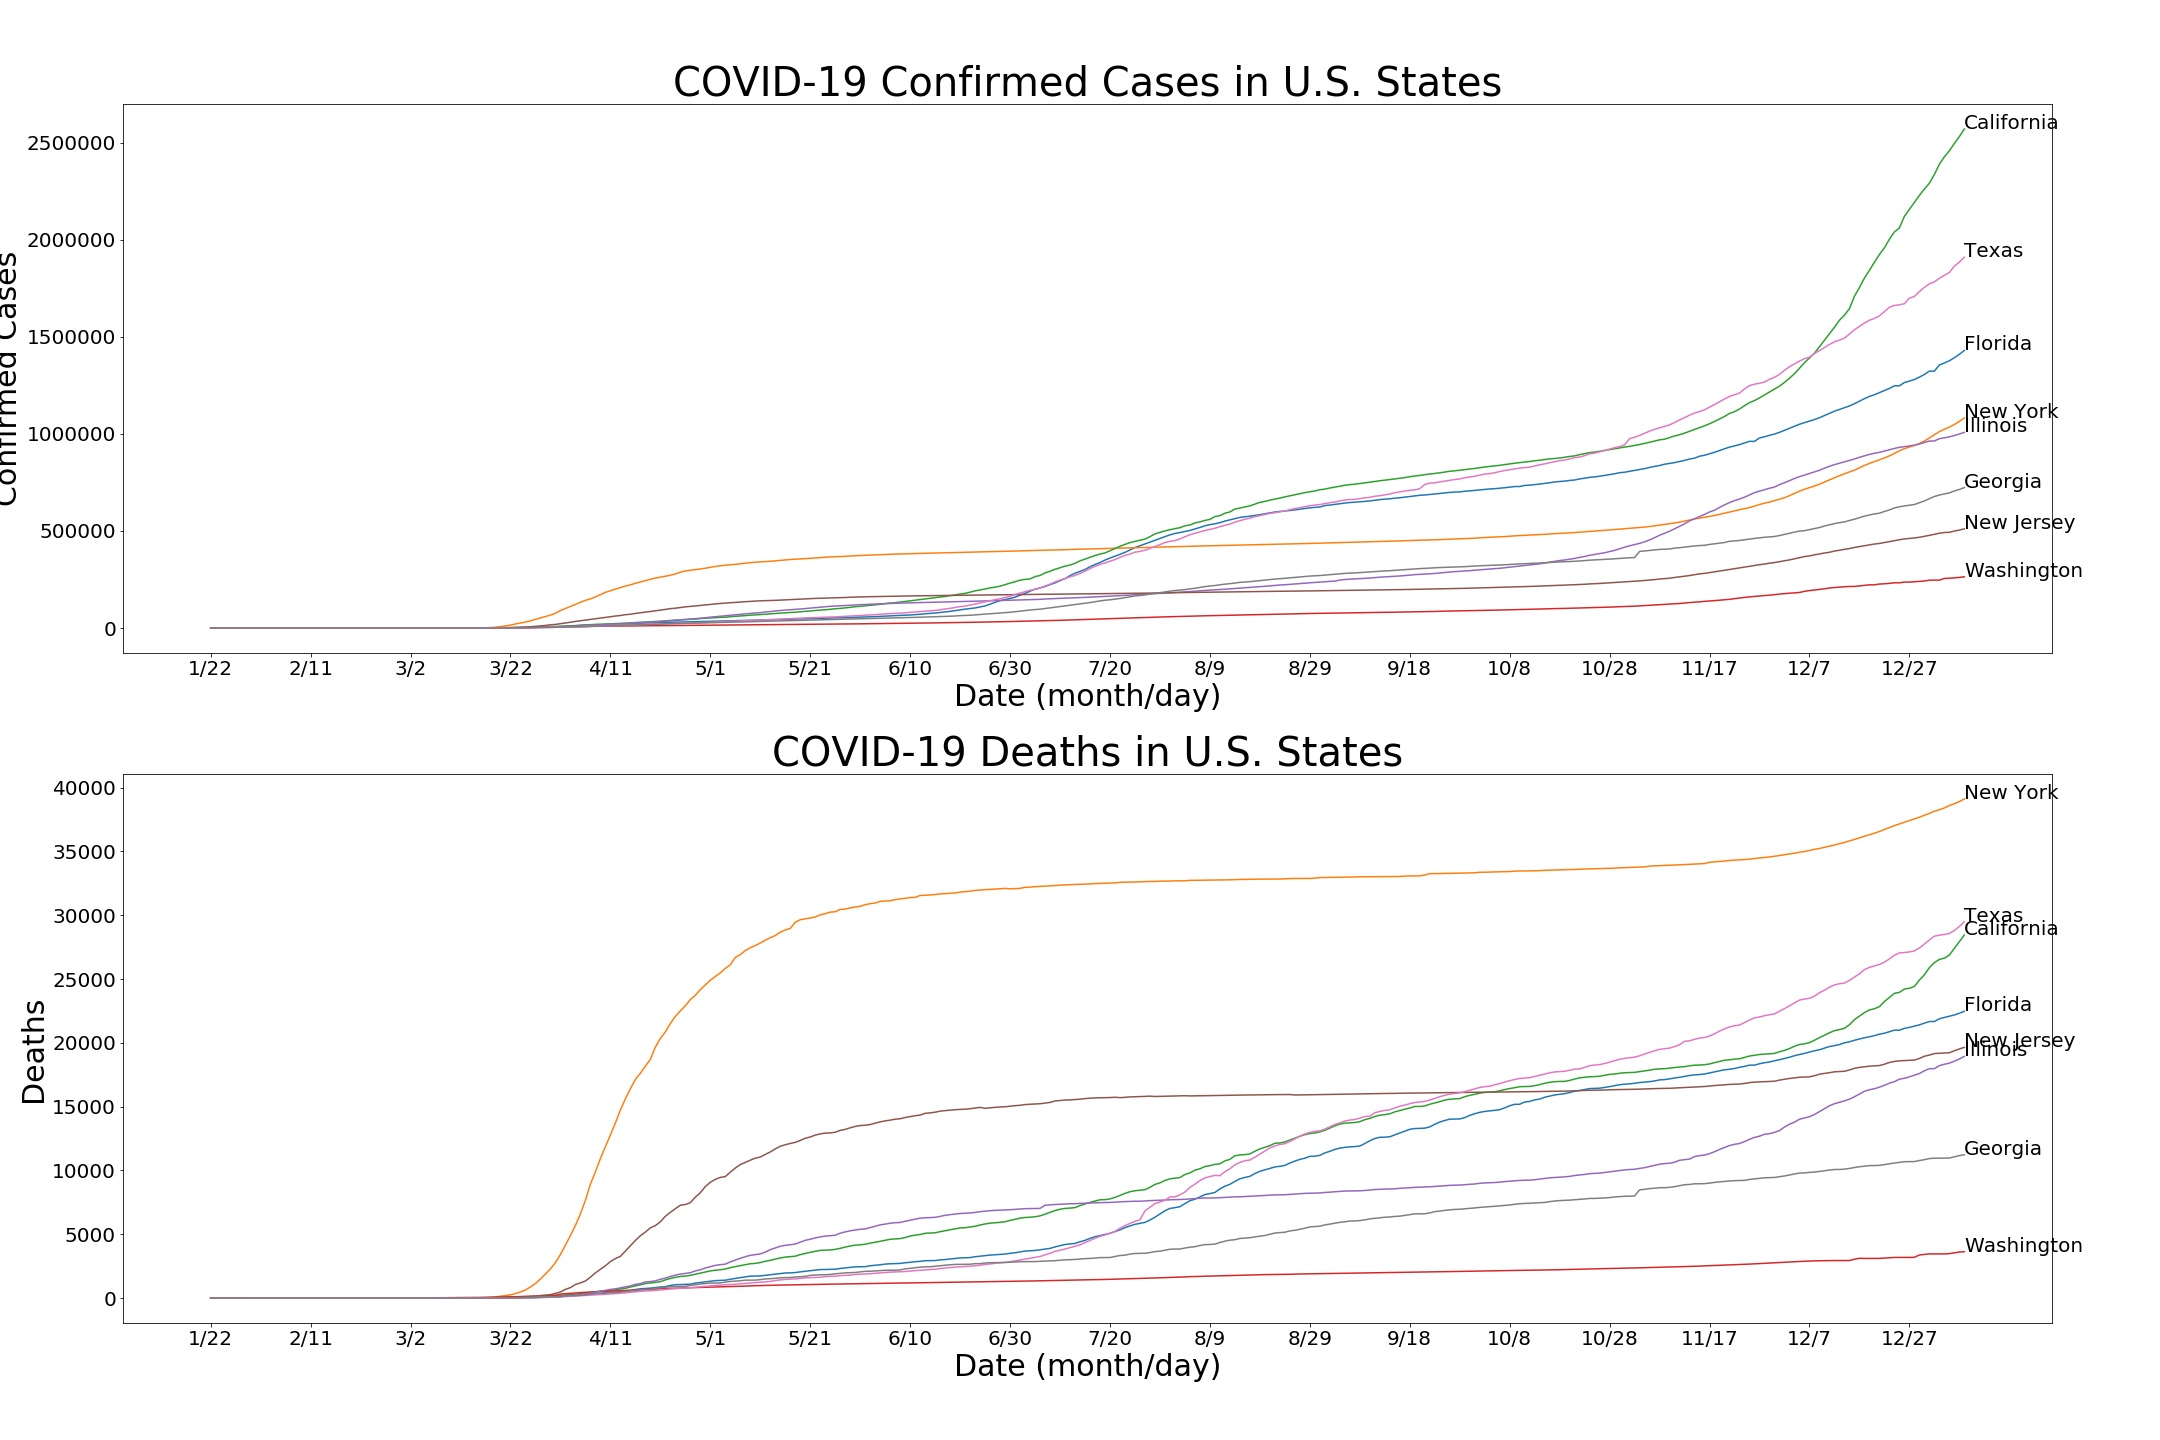 COVID-19 Confirmed Cases in U.S. States
Confirmed Cases
2500000
2000000
1500000
1000000
500000
0
California
Texas
Florida
New York
Illinois
Georgia
New Jersey
Washington
1/22 2/11 3/2 3/22 4/11 5/1 5/21 6/10 6/30 7/20 8/9 8/29 9/18 10/8 10/28 11/17 12/7 12/27
Date (month/day)
COVID-19 Deaths in U.S. States
Deaths
40000
35000
30000
25000
20000
15000
10000
5000
0
New York
Texas
California
Florida
New Jersey
Illinois
Georgia
Washington
1/22 2/11 3/2 3/22 4/11 5/1 5/21 6/10 6/30 7/20 8/9 8/29 9/18 10/8 10/28 11/17 12/7 12/27
Date (month/day)